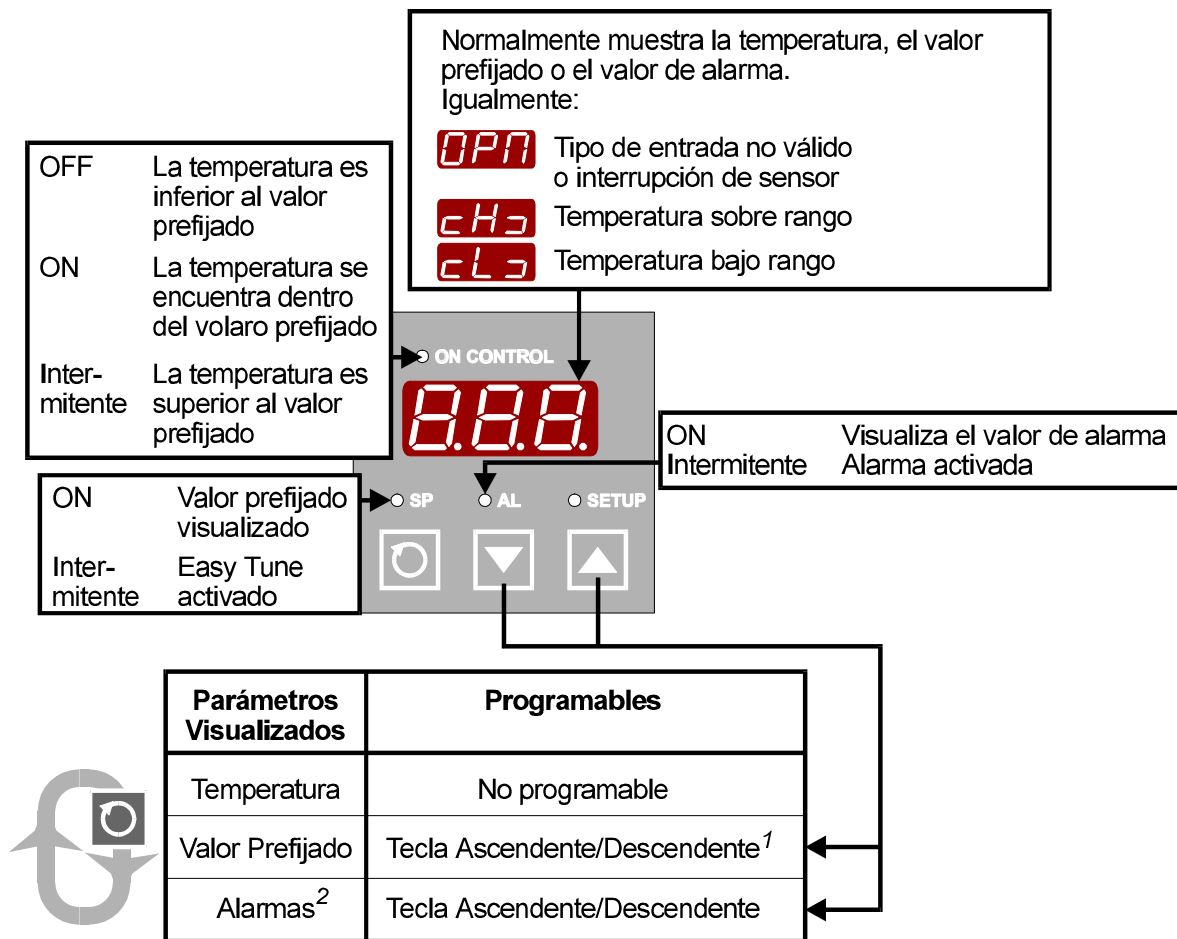 Normalmente muestra la temperatura, el valor
prefijado o el valor de alarma.
Igualmente:
OPn Tipo de entrada no válido
o interrupción de sensor
cHɔ Temperatura sobre rango
cLɔ Temperatura bajo rango
OFF La temperatura es
inferior al valor
prefijado
ON La temperatura se
encuentra dentro
del volaro prefijado
Inter- La temperatura es
mitente superior al valor
prefijado
ON CONTROL
8.8.8.
ON Visualiza el valor de alarma
Intermitente Alarma activada
ON Valor prefijado
visualizado
Inter- Easy Tune
mitente activado
SP AL SETUP
Parámetros Programables
Visualizados
Temperatura No programable
Valor Prefijado Tecla Ascendente/Descendente1
Alarmas2 Tecla Ascendente/Descendente